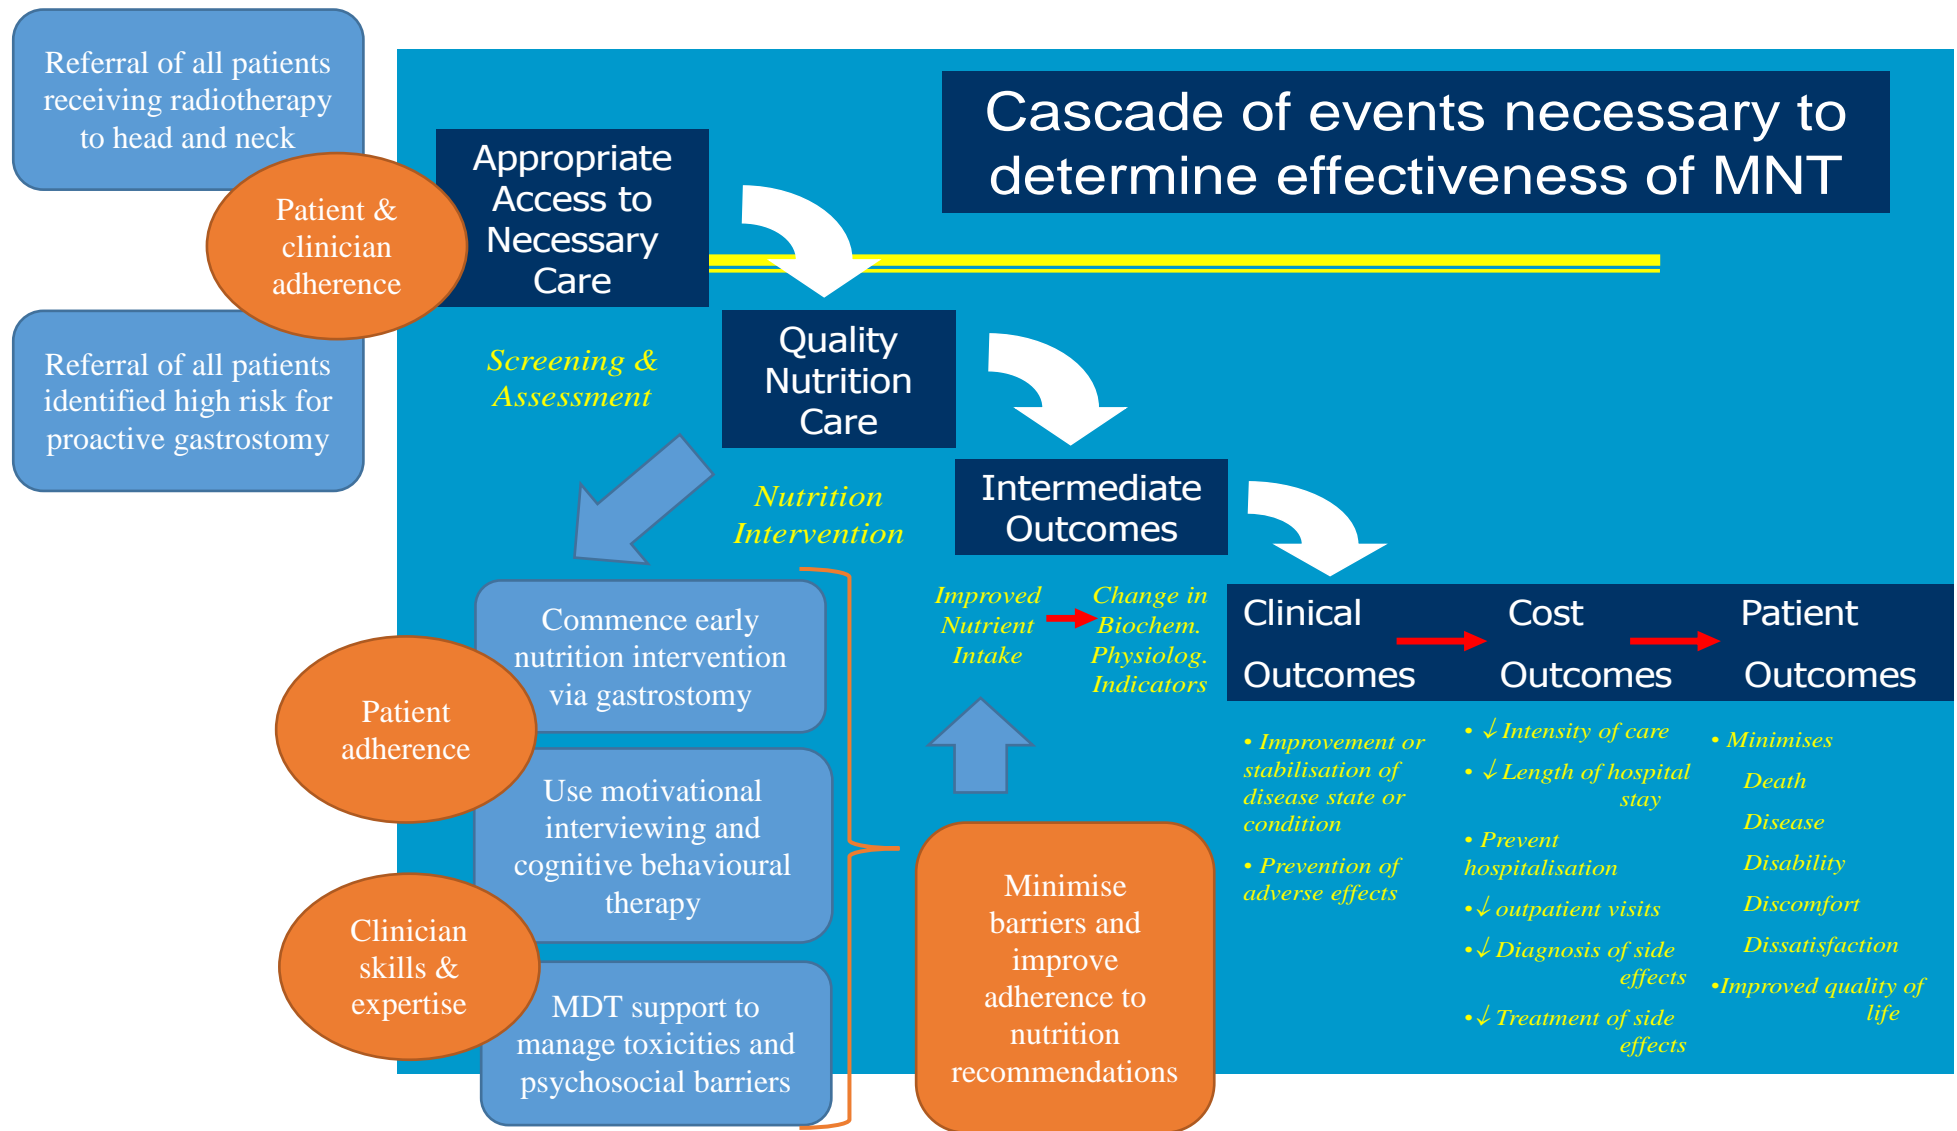 Referral of all patients
receiving radiotherapy
to head and neck
Patient &
clinician
adherence
Referral of all patients
identified high risk for
proactive gastrostomy
Cascade of events necessary to
determine effectiveness of MNT
Appropriate
Access to
Necessary
Care
Screening &
Assessment
Quality
Nutrition
Care
Nutrition
Intervention
Intermediate
Outcomes
Improved
Nutrient
Intake
Change in
Biochem.
Physiolog.
Indicators
Clinical
Outcomes
Cost
Outcomes
Patient
Outcomes
• Improvement or
stabilisation of
disease state or
condition
• Prevention of
adverse effects
• ↓ Intensity of care
• ↓ Length of hospital
stay
• Prevent
hospitalisation
•↓ outpatient visits
•↓ Diagnosis of side
effects
•↓ Treatment of side
effects
• Minimises
Death
Disease
Disability
Discomfort
Dissatisfaction
•Improved quality of
life
Commence early
nutrition intervention
via gastrostomy
Patient
adherence
Use motivational
interviewing and
cognitive behavioural
therapy
Clinician
skills &
expertise
MDT support to
manage toxicities and
psychosocial barriers
Minimise
barriers and
improve
adherence to
nutrition
recommendations